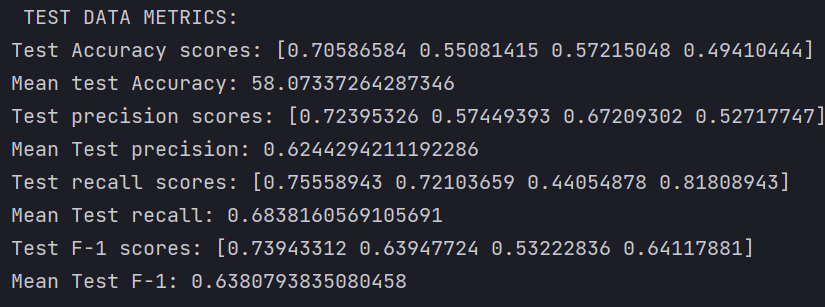 TEST DATA METRICS:
Test Accuracy scores: [0.70586584 0.55081415 0.57215048 0.49410444]
Mean test Accuracy: 58.07337264287346
Test precision scores: [0.72395326 0.57449393 0.67209302 0.52717747]
Mean Test precision: 0.6244294211192286
Test recall scores: [0.75558943 0.72103659 0.44054878 0.81808943]
Mean Test recall: 0.6838160569105691
Test F-1 scores: [0.73943312 0.63947724 0.53222836 0.64117881]
Mean Test F-1: 0.6380793835080458